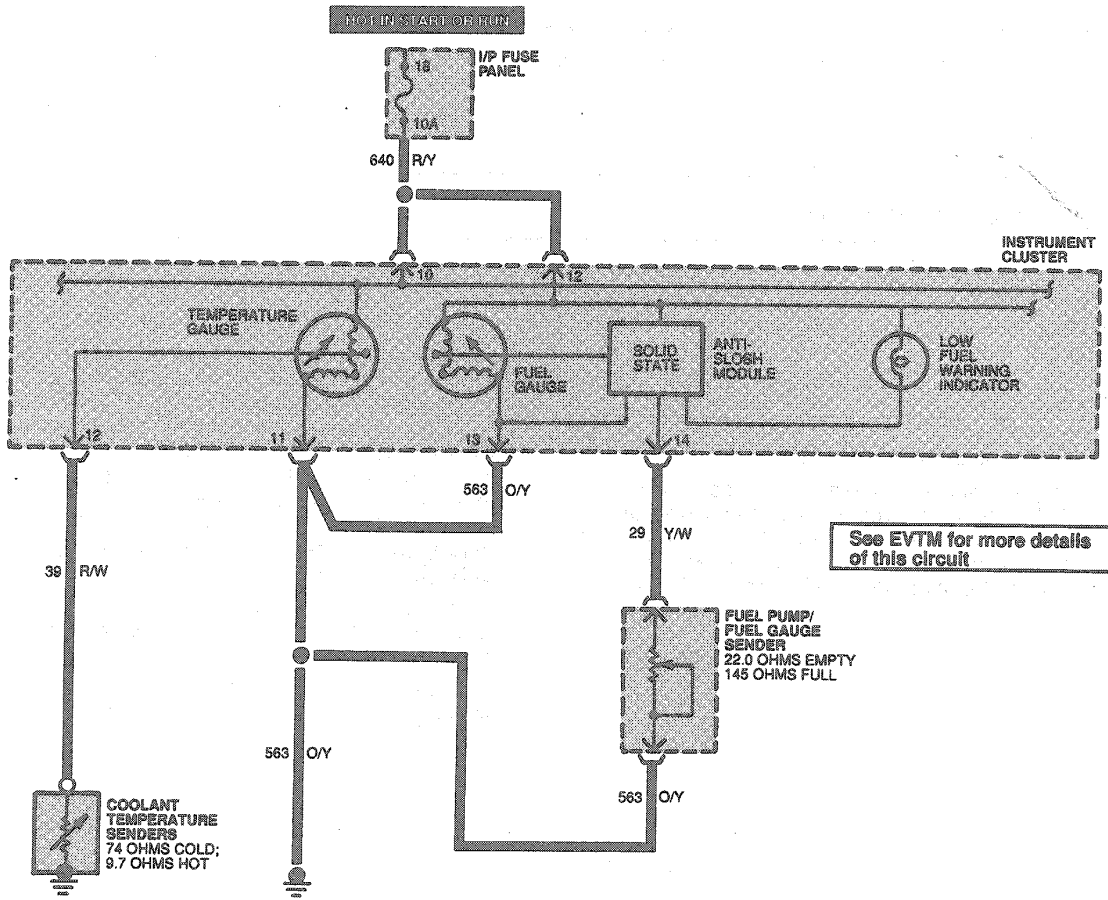 HOT IN START OR RUN
I/P FUSE
PANEL
18
10A
640 R/Y
INSTRUMENT
CLUSTER
10
12
TEMPERATURE
GAUGE
FUEL
GAUGE
SOLID
STATE
ANTI-
SLOSH
MODULE
LOW
FUEL
WARNING
INDICATOR
12
11
13
14
563 O/Y
29 Y/W
See EVTM for more details
of this circuit
39 R/W
FUEL PUMP/
FUEL GAUGE
SENDER
22.0 OHMS EMPTY
145 OHMS FULL
563 O/Y
563 O/Y
COOLANT
TEMPERATURE
SENDERS
74 OHMS COLD;
9.7 OHMS HOT